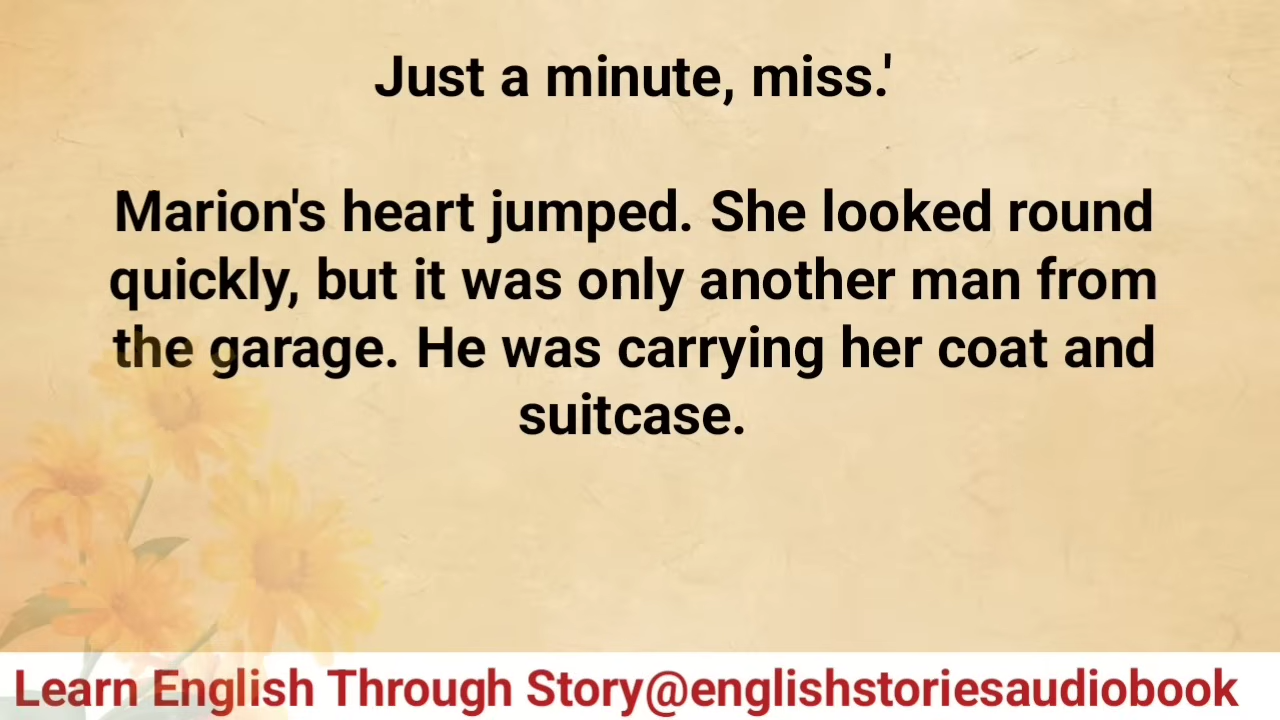 Just a minute, miss.'
Marion's heart jumped. She looked round
quickly, but it was only another man from
the garage. He was carrying her coat and
suitcase.
Learn English Through Story@englishstoriesaudiobook